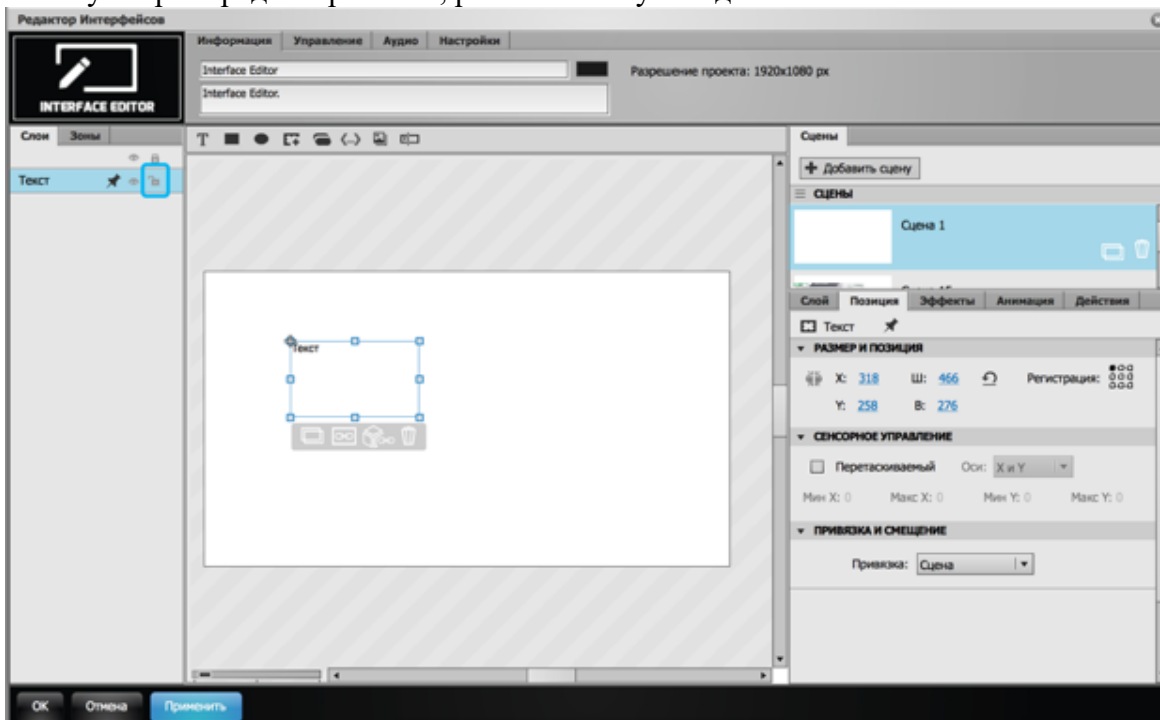 Редактор Интерфейсов
INTERFACE EDITOR
Информация Управление Аудио Настройки
Interface Editor
Разрешение проекта: 1920x1080 px
Interface Editor.
Слои Зоны
T
Текст
Текст
Сцены
Добавить сцену
СЦЕНЫ
Сцена 1
Слой Позиция Эффекты Анимация Действия
Текст
РАЗМЕР И ПОЗИЦИЯ
X: 318 Ш: 466 Регистрация:
Y: 258 В: 276
СЕНСОРНОЕ УПРАВЛЕНИЕ
Перетаскиваемый Оси: X и Y
Мин X: 0 Макс X: 0 Мин Y: 0 Макс Y: 0
ПРИВЯЗКА И СМЕЩЕНИЕ
Привязка: Сцена
ОК Отмена Применить